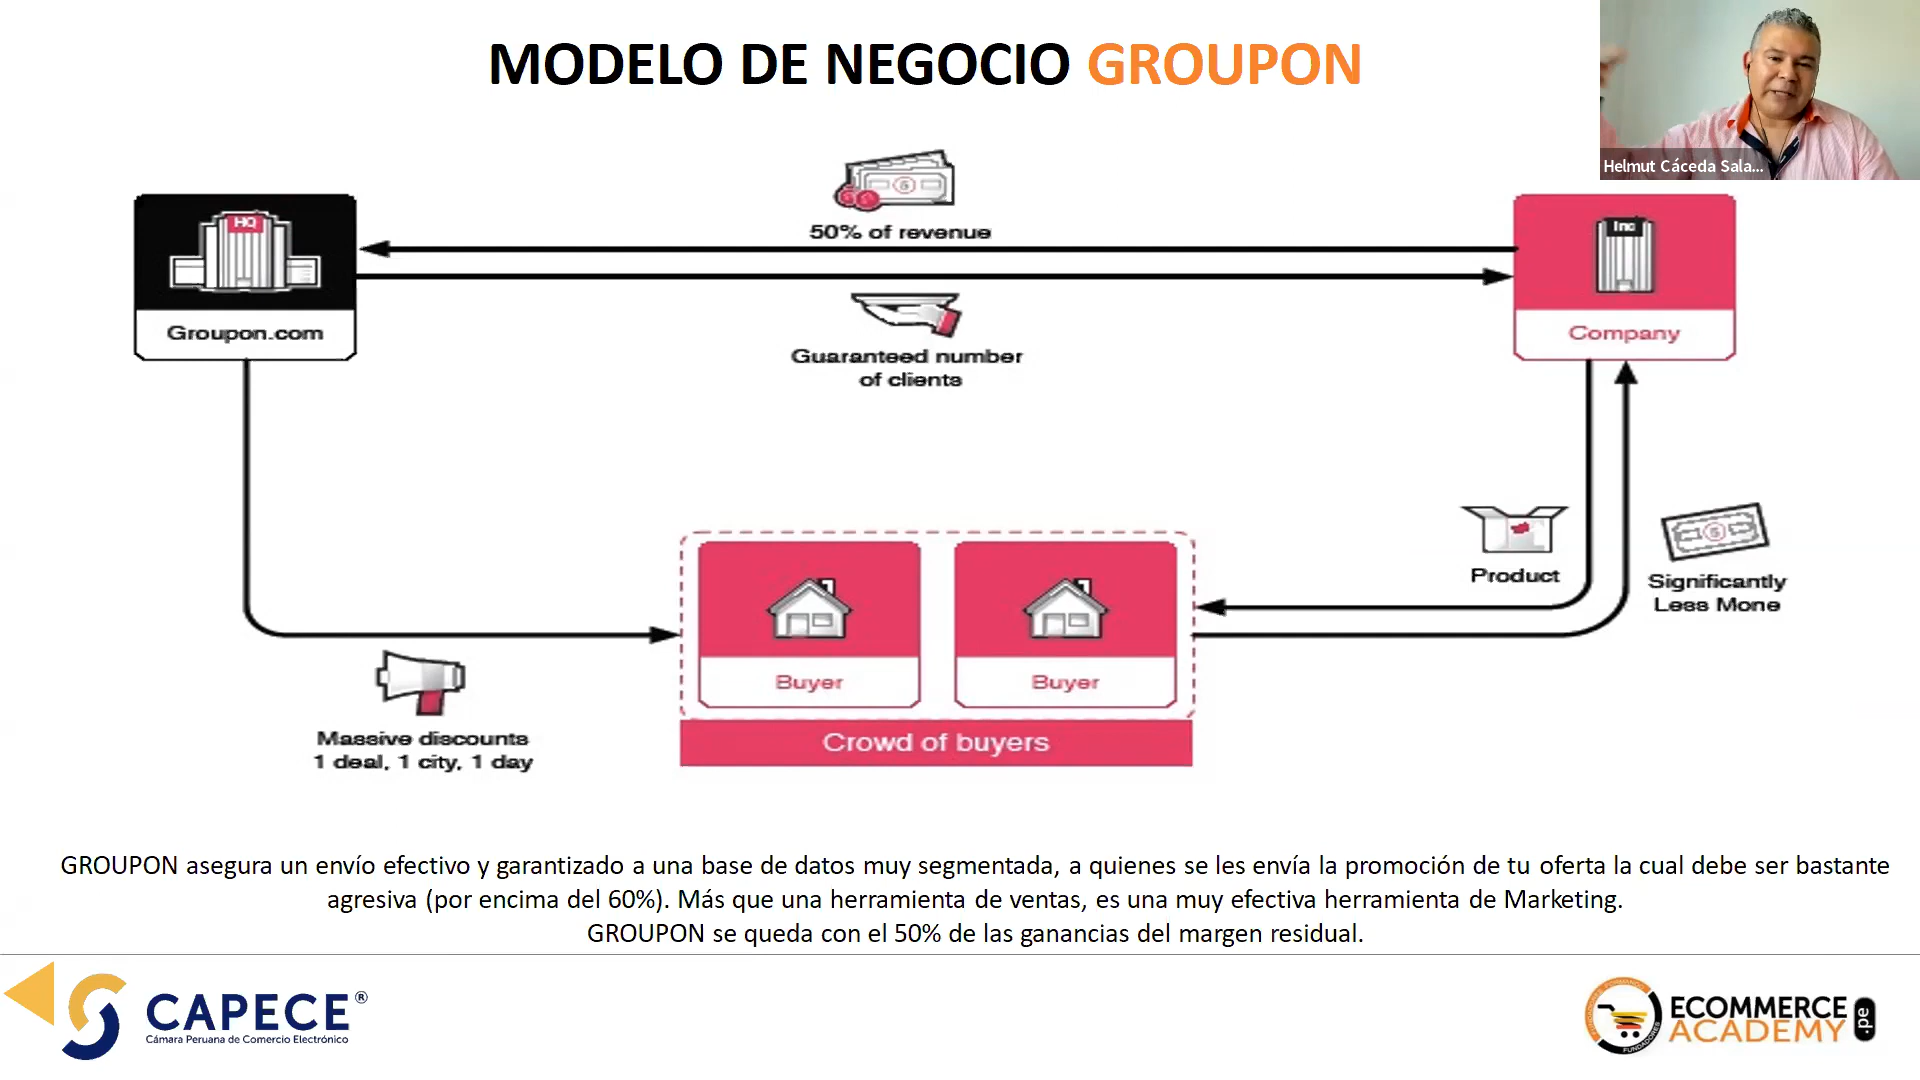 MODELO DE NEGOCIO GROUPON
Helmut Cáceda Sala...
50% of revenue
HQ
Inc
Groupon.com
Company
Guaranteed number
of clients
Product
Significantly
Less Mone
Buyer
Buyer
Massive discounts
1 deal, 1 city, 1 day
Crowd of buyers
GROUPON asegura un envío efectivo y garantizado a una base de datos muy segmentada, a quienes se les envía la promoción de tu oferta la cual debe ser bastante
agresiva (por encima del 60%). Más que una herramienta de ventas, es una muy efectiva herramienta de Marketing.
GROUPON se queda con el 50% de las ganancias del margen residual.
CAPECE®
Cámara Peruana de Comercio Electrónico
ECOMMERCE
ACADEMY
.pe
FUNDADORES